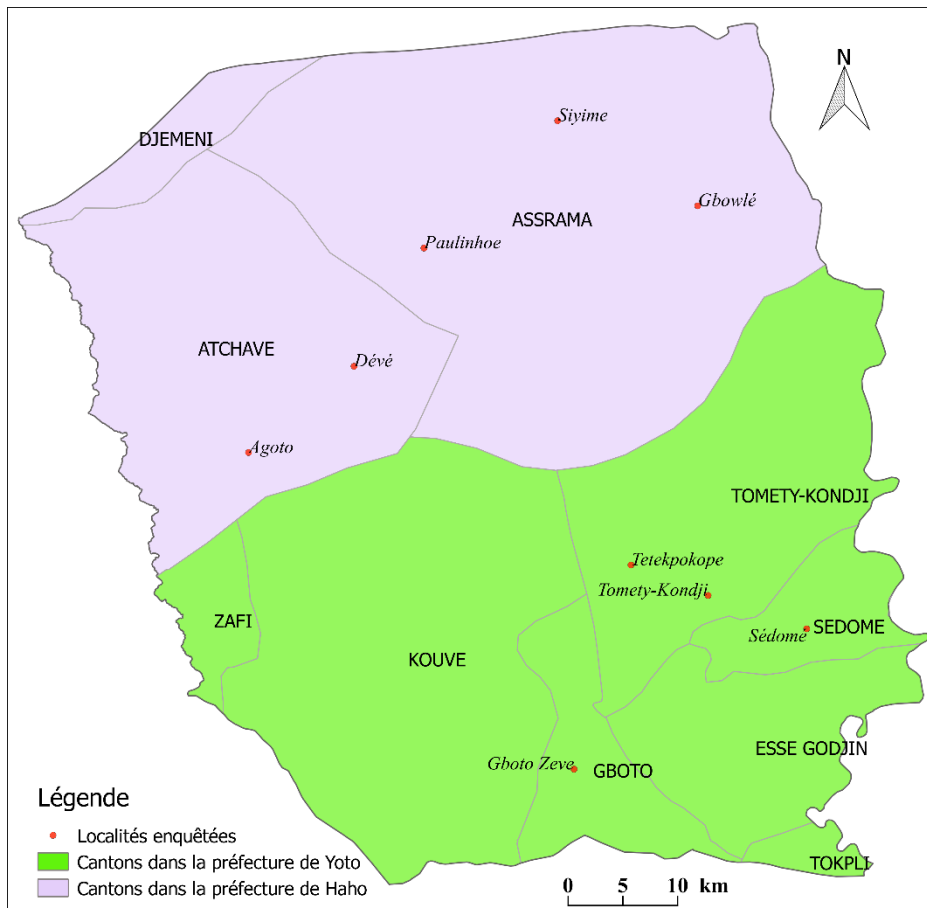 N
Siyime
DJEMENI
Gbowlé
ASSRAMA
Paulinhoe
ATCHAVE
Dévé
Agoto
TOMETY-KONDJI
Tetekpokope
Tomety-Kondji
ZAFI
SEDOME
Sédome
KOUVE
ESSE GODJIN
Gboto Zeve
GBOTO
Légende
Localités enquêtées
Cantons dans la préfecture de Yoto
Cantons dans la préfecture de Haho
TOKPLI
0 5 10 km